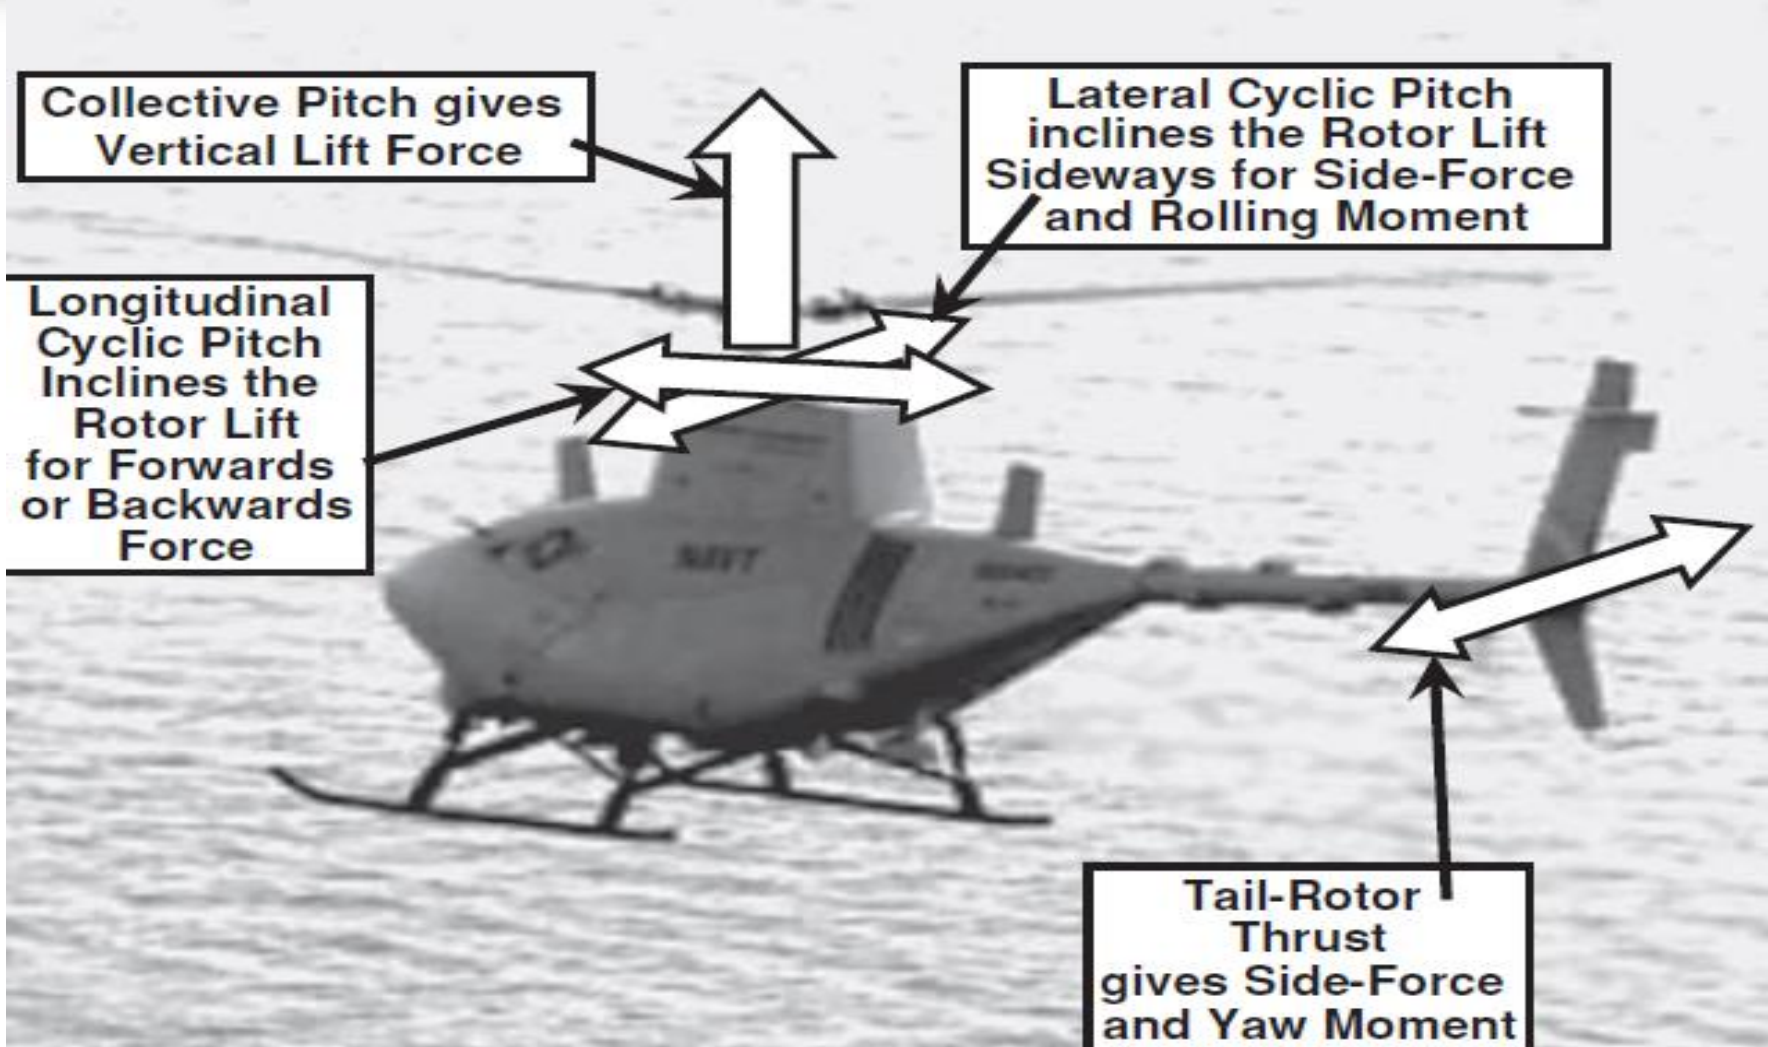 Collective Pitch gives
Vertical Lift Force
Lateral Cyclic Pitch
inclines the Rotor Lift
Sideways for Side-Force
and Rolling Moment
Longitudinal
Cyclic Pitch
Inclines the
Rotor Lift
for Forwards
or Backwards
Force
NAVY
Tail-Rotor
Thrust
gives Side-Force
and Yaw Moment